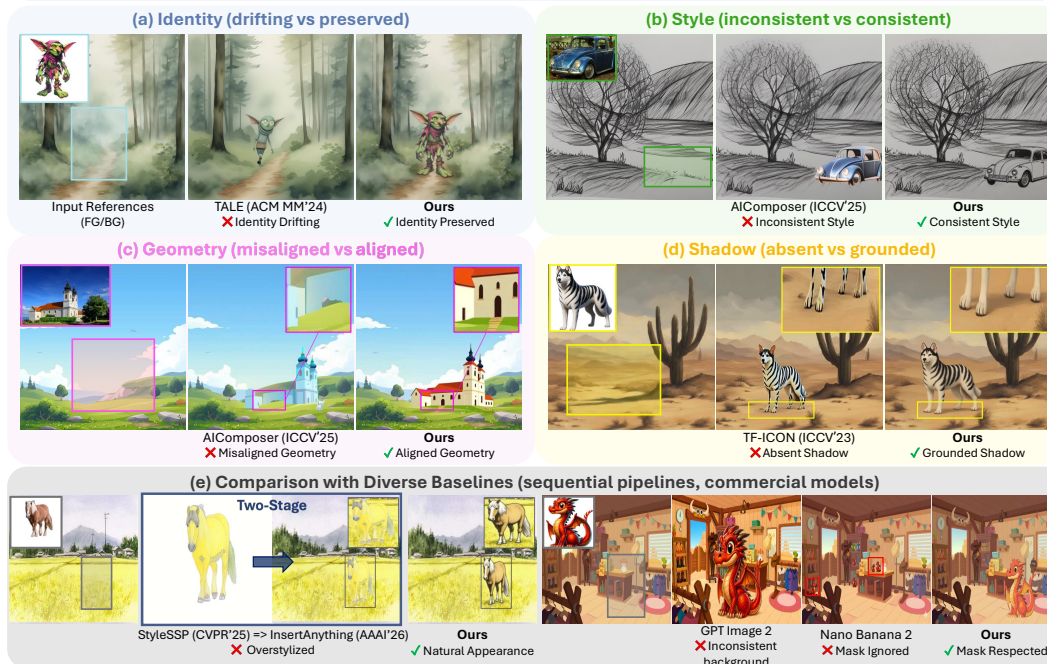 (a) Identity (drifting vs preserved)
Input References
(FG/BG)
TALE (ACM MM'24)
❌Identity Drifting
Ours
✓Identity Preserved
(b) Style (inconsistent vs consistent)
AIComposer (ICCV'25)
❌ Inconsistent Style
Ours
✓ Consistent Style
(c) Geometry (misaligned vs aligned)
AIComposer (ICCV'25)
❌ Misaligned Geometry
Ours
✓ Aligned Geometry
(d) Shadow (absent vs grounded)
TF-ICON (ICCV'23)
❌Absent Shadow
Ours
✓ Grounded Shadow
(e) Comparison with Diverse Baselines (sequential pipelines, commercial models)
Two-Stage
StyleSSP (CVPR'25) => InsertAnything (AAAI'26)
❌ Overstylized
Ours
✓ Natural Appearance
GPT Image 2
❌ Inconsistent
background
Nano Banana 2
❌ Mask Ignored
Ours
✓ Mask Respected